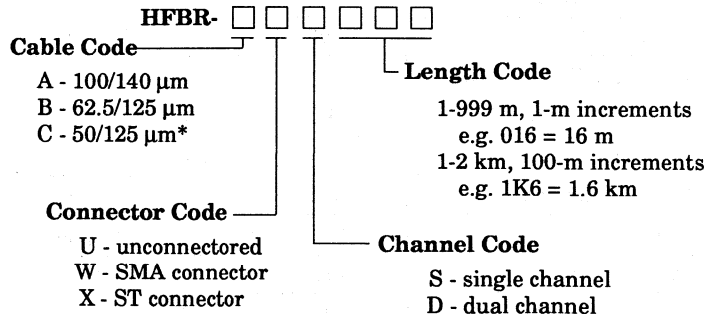 HFBR- □ □ □ □ □ □
Cable Code
A - 100/140 μm
B - 62.5/125 μm
C - 50/125 μm*
Length Code
1-999 m, 1-m increments
e.g. 016 = 16 m
1-2 km, 100-m increments
e.g. 1K6 = 1.6 km
Connector Code
U - unconnectored
W - SMA connector
X - ST connector
Channel Code
S - single channel
D - dual channel